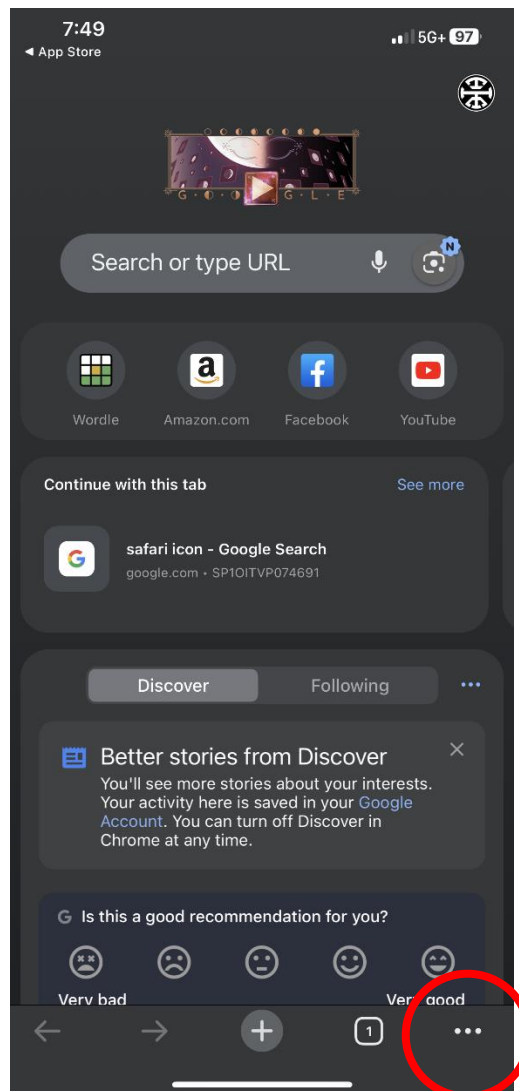 7:49
5G+ 97
◀ App Store
G · O · O G · L · E
Search or type URL
N
Wordle Amazon.com Facebook YouTube
Continue with this tab See more
safari icon - Google Search
google.com • SP1OITVP074691
Discover Following
Better stories from Discover
You'll see more stories about your interests.
Your activity here is saved in your Google
Account. You can turn off Discover in
Chrome at any time.
G Is this a good recommendation for you?
Very bad Very good
1